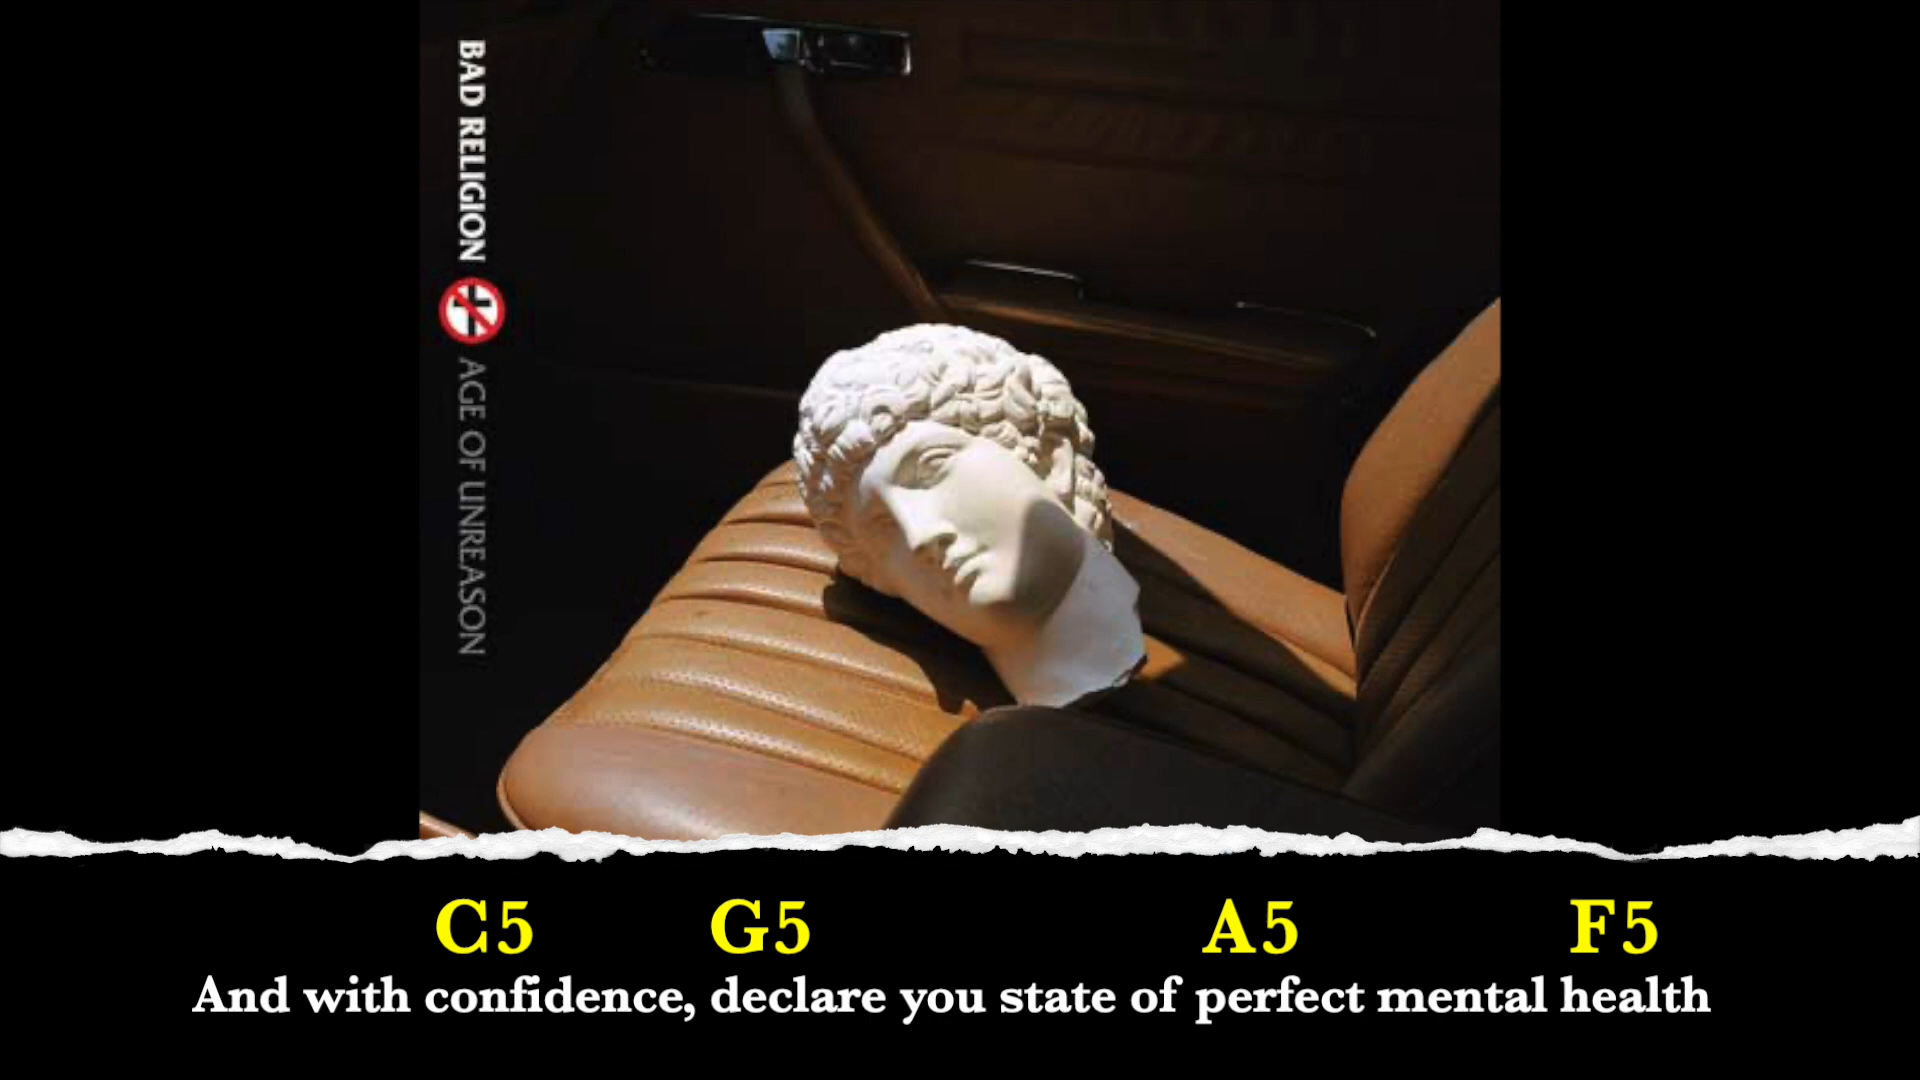 BAD RELIGION AGE OF UNREASON
C5 G5 A5 F5
And with confidence, declare you state of perfect mental health